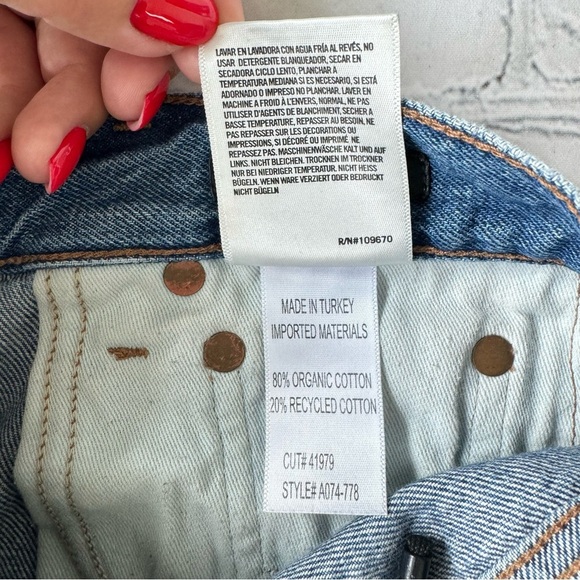 LAVAR EN LAVADORA CON AGUA FRÍA AL REVÉS, NO
USAR DETERGENTE BLANQUEADOR, SECAR EN
SECADORA CICLO LENTO, PLANCHAR A
TEMPERATURA MEDIANA SI ES NECESARIO, SI ESTÁ
ADORNADO O IMPRESO NO PLANCHAR. LAVER EN
MACHINE A FROID À L'ENVERS, NORMAL, NE PAS
UTILISER D'AGENTS DE BLANCHIMENT, SÉCHER A
BASSE TEMPÉRATURE, REPASSER AU BESOIN, NE
PAS REPASSER SUR LES DECORATIONS OU
IMPRESSIONS, SI DÉCORÉ OU IMPRIMÉ NE
REPASSEZ PAS. MASCHINENWÄSCHE KALT UND AUF
LINKS. NICHT BLEICHEN. TROCKNEN IM TROCKNER
NUR BEI NIEDRIGER TEMPERATUR. NICHT HEISS
BÜGELN. WENN WARE VERZIERT ODER BEDRUCKT
NICHT BÜGELN
R/N#109670
MADE IN TURKEY
IMPORTED MATERIALS
80% ORGANIC COTTON
20% RECYCLED COTTON
CUT# 41979
STYLE# A074-778